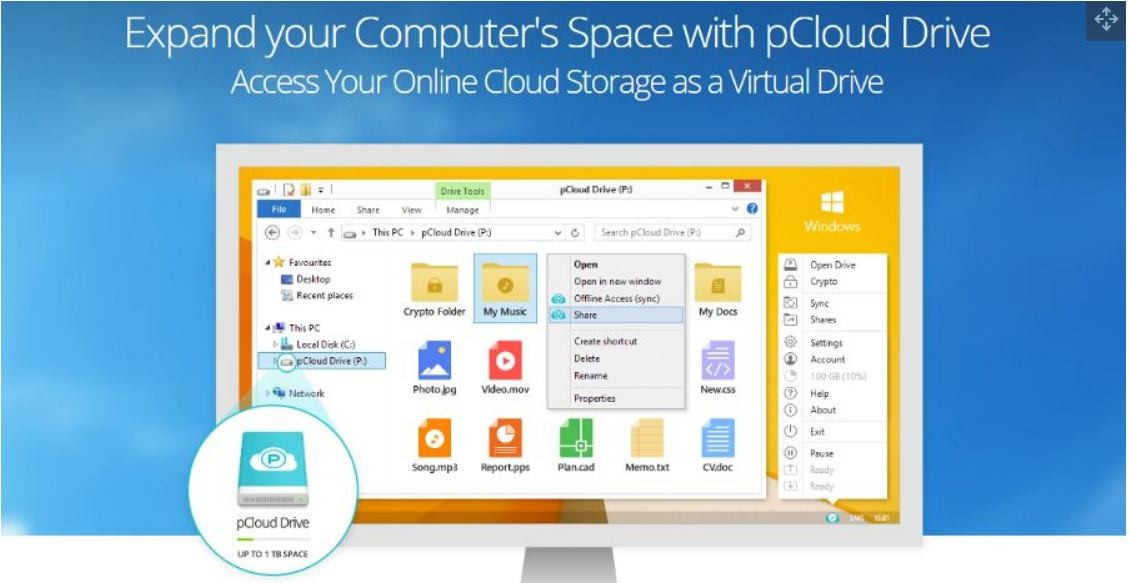 Expand your Computer's Space with pCloud Drive
Access Your Online Cloud Storage as a Virtual Drive
Drive Tools
pCloud Drive (P:)
File Home Share View Manage
This PC pCloud Drive (P:)
Search pCloud Drive (P:)
Favourites
Desktop
Recent places
This PC
Local Disk (C:)
pCloud Drive (P:)
Network
Crypto Folder
My Music
My Docs
Photo.jpg
Video.mov
New.css
Song.mp3
Report.pps
Plan.cad
Memo.txt
CV.doc
Open
Open in new window
Offline Access (sync)
Share
Create shortcut
Delete
Rename
Properties
Windows
Open Drive
Crypto
Sync
Shares
Settings
Account
100 GB (10%)
Help
About
Exit
Pause
Ready
Ready
ENG 16:01
P
pCloud Drive
UP TO 1 TB SPACE